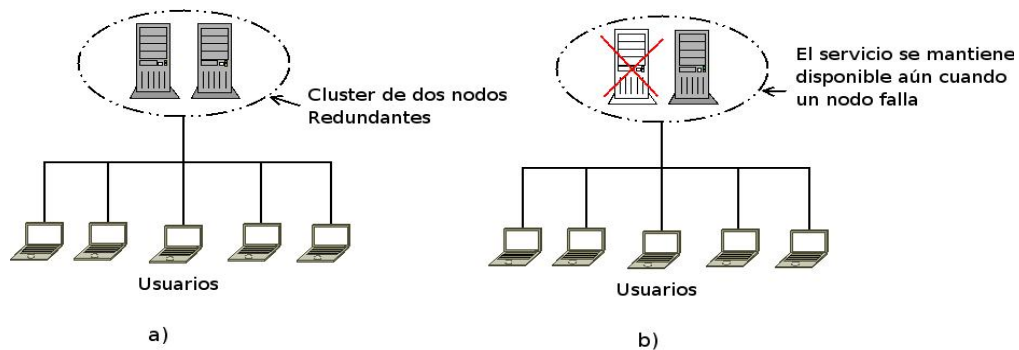 Cluster de dos nodos
Redundantes
Usuarios
a)
El servicio se mantiene
disponible aún cuando
un nodo falla
Usuarios
b)